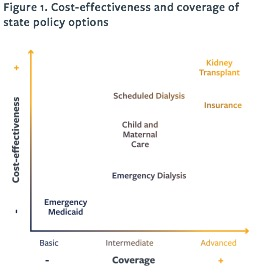 Figure 1. Cost-effectiveness and coverage of
state policy options
+
Kidney
Transplant
Scheduled Dialysis
Insurance
Child and
Maternal
Care
Cost-effectiveness
Emergency Dialysis
Emergency
Medicaid
-
Basic
Intermediate
Advanced
-
Coverage
+